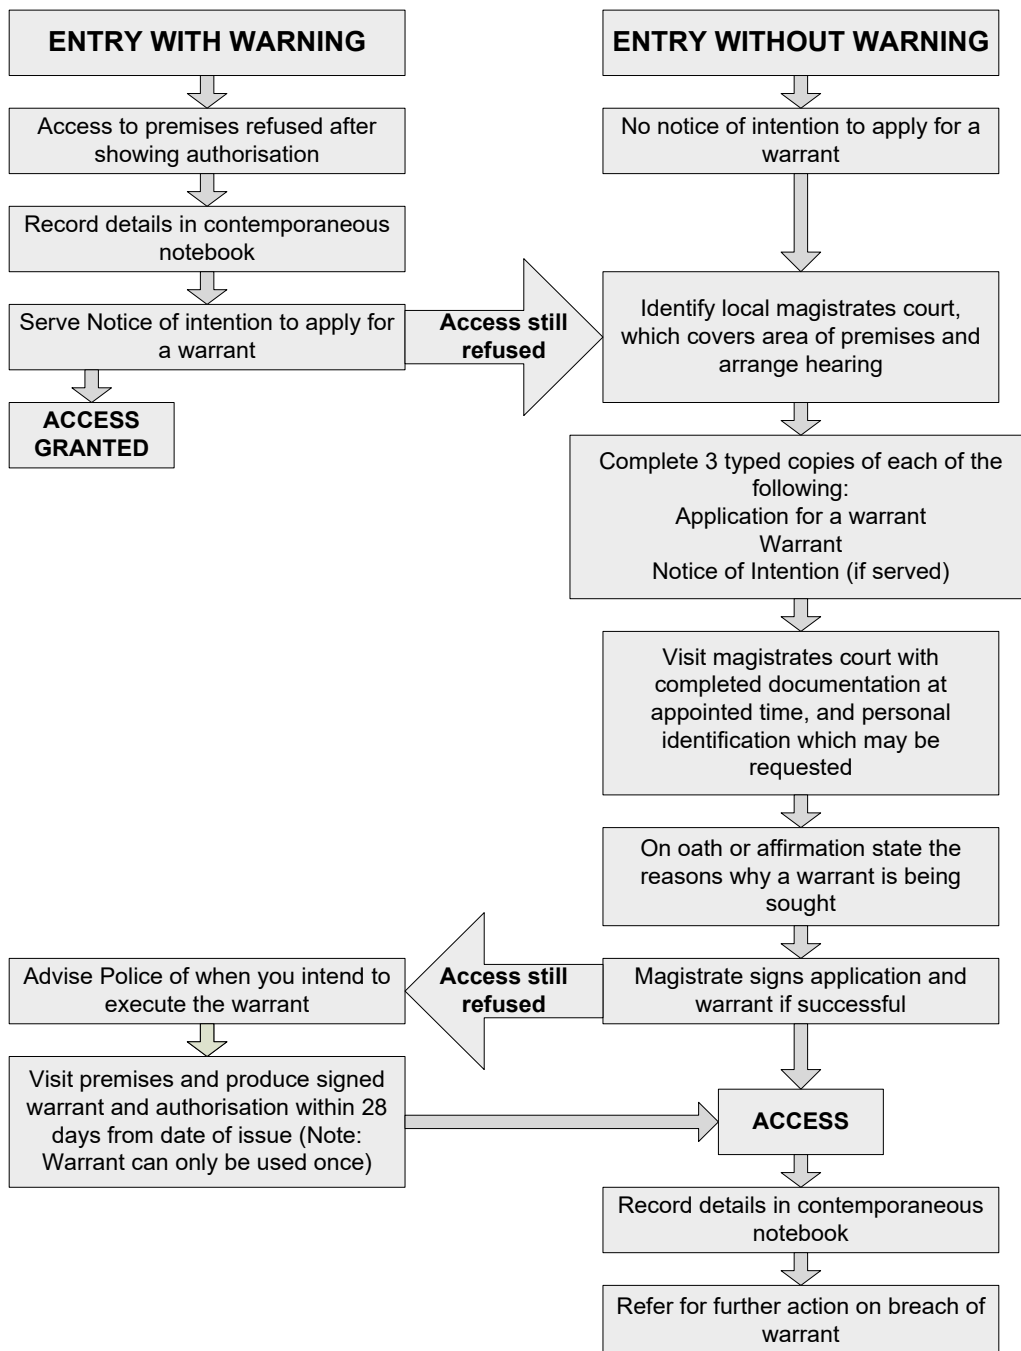 ENTRY WITH WARNING
Access to premises refused after
showing authorisation
Record details in contemporaneous
notebook
Serve Notice of intention to apply for
a warrant
ACCESS
GRANTED
Access still
refused
ENTRY WITHOUT WARNING
No notice of intention to apply for a
warrant
Identify local magistrates court,
which covers area of premises and
arrange hearing
Complete 3 typed copies of each of the
following:
Application for a warrant
Warrant
Notice of Intention (if served)
Visit magistrates court with
completed documentation at
appointed time, and personal
identification which may be
requested
On oath or affirmation state the
reasons why a warrant is being
sought
Magistrate signs application and
warrant if successful
Access still
refused
Advise Police of when you intend to
execute the warrant
Visit premises and produce signed
warrant and authorisation within 28
days from date of issue (Note:
Warrant can only be used once)
ACCESS
Record details in contemporaneous
notebook
Refer for further action on breach of
warrant